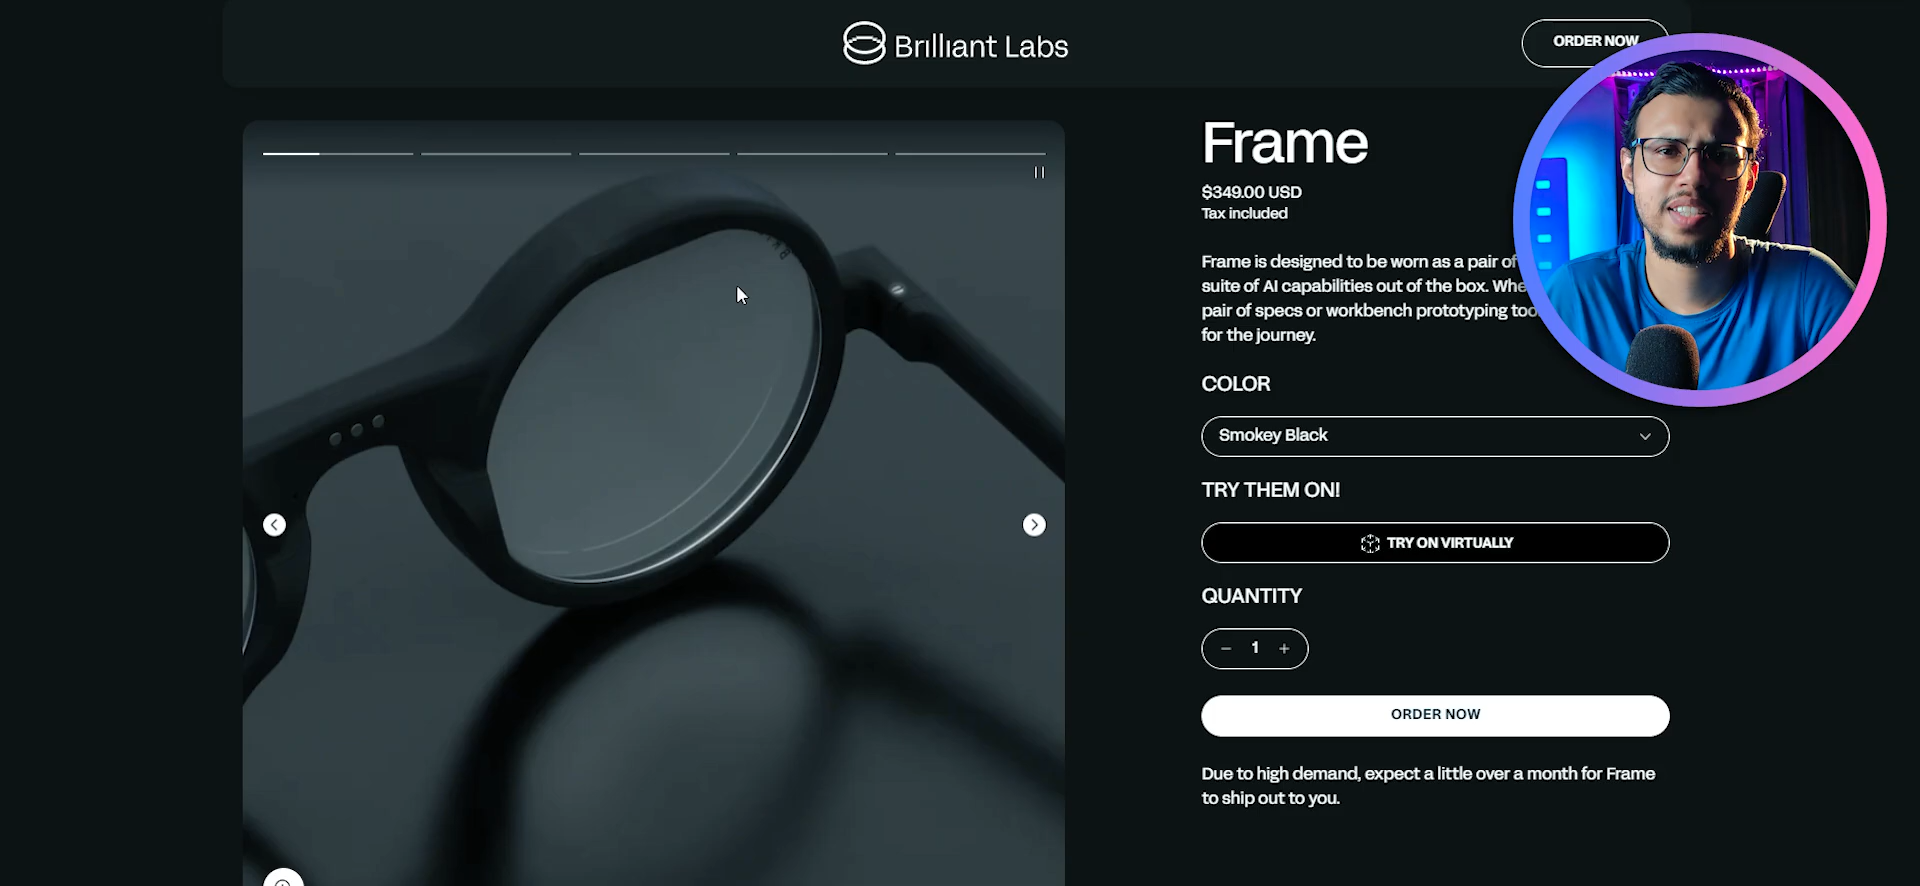 Brilliant Labs
ORDER NOW
Frame
$349.00 USD
Tax included
Frame is designed to be worn as a pair of
suite of AI capabilities out of the box.
pair of specs or workbench prototyping
for the journey.
COLOR
Smokey Black
TRY THEM ON!
TRY ON VIRTUALLY
QUANTITY
− 1 +
ORDER NOW
Due to high demand, expect a little over a month for Frame
to ship out to you.